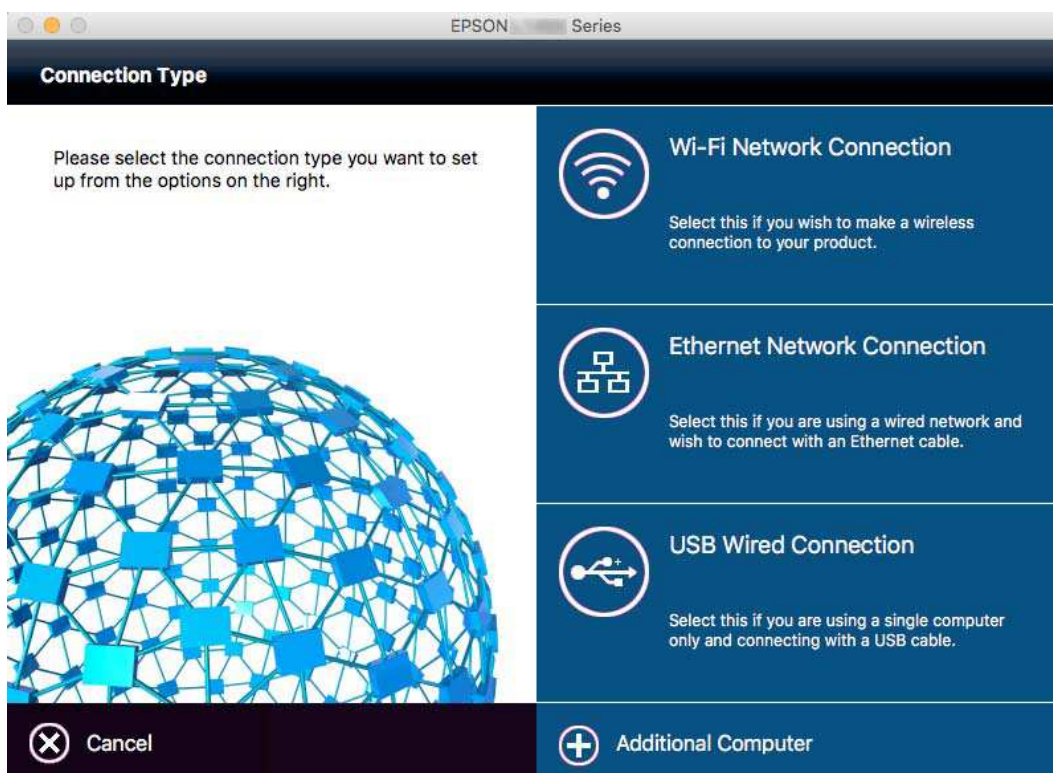 EPSON Series
Connection Type
Please select the connection type you want to set
up from the options on the right.
Wi-Fi Network Connection
Select this if you wish to make a wireless
connection to your product.
Ethernet Network Connection
Select this if you are using a wired network and
wish to connect with an Ethernet cable.
USB Wired Connection
Select this if you are using a single computer
only and connecting with a USB cable.
Cancel
Additional Computer